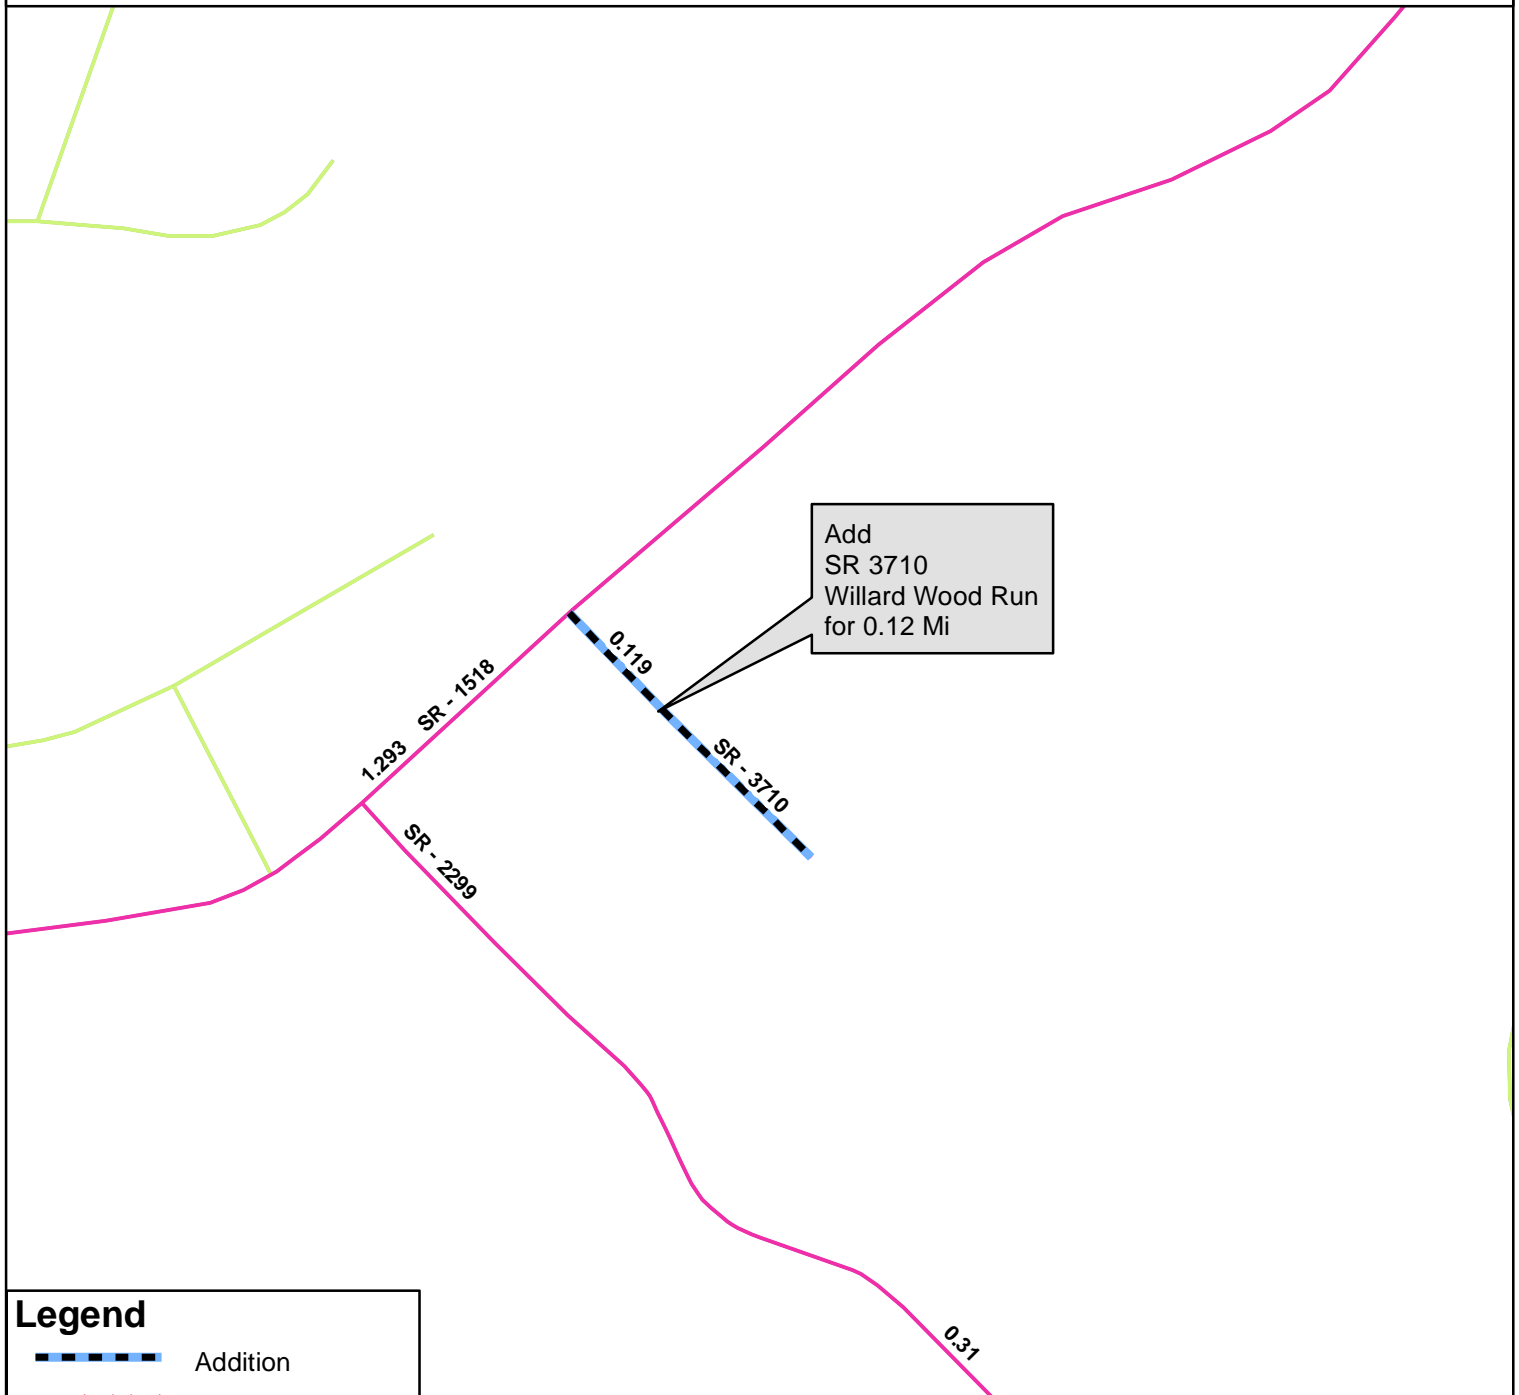 Add
SR 3710
Willard Wood Run
for 0.12 Mi
0.119
SR - 1518
SR - 3710
1.293
SR - 2299
0.31
Legend
Addition